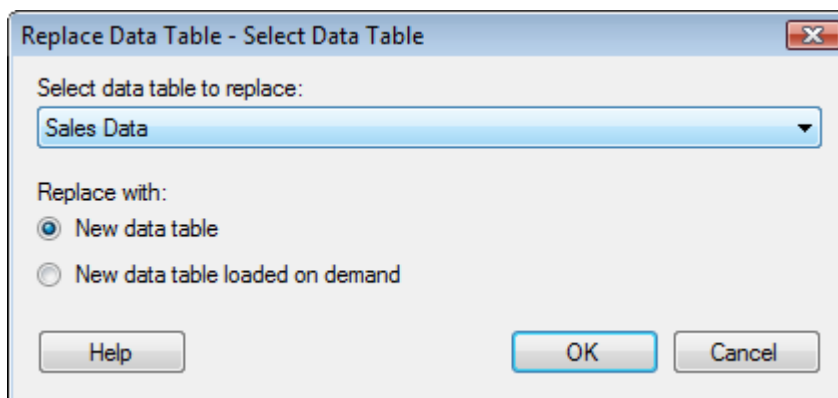 Replace Data Table - Select Data Table
Select data table to replace:
Sales Data
Replace with:
New data table
New data table loaded on demand
Help OK Cancel